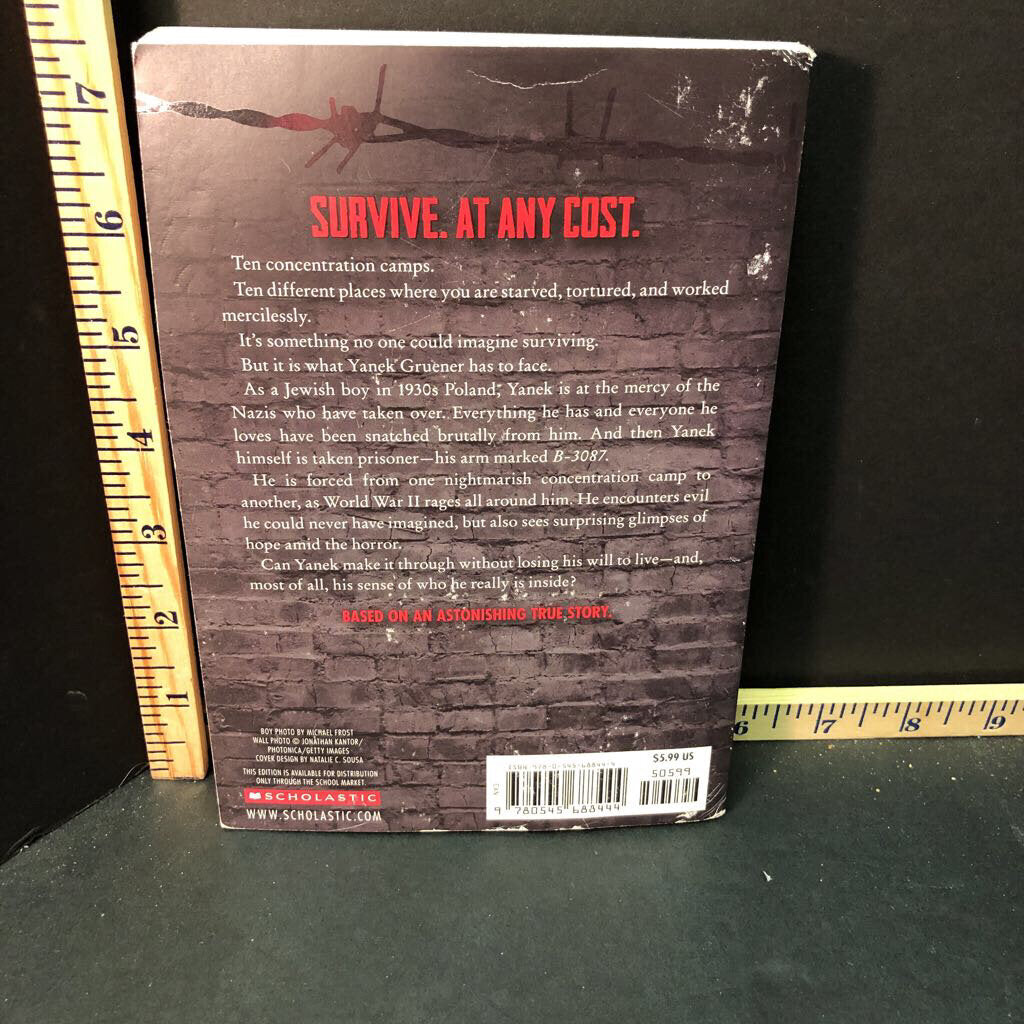 SURVIVE. AT ANY COST.
Ten concentration camps.
Ten different places where you are starved, tortured, and worked
mercilessly.
It's something no one could imagine surviving.
But it is what Yanek Gruener has to face.
As a Jewish boy in 1930s Poland, Yanek is at the mercy of the
Nazis who have taken over. Everything he has and everyone he
loves have been snatched brutally from him. And then Yanek
himself is taken prisoner—his arm marked B-3087.
He is forced from one nightmarish concentration camp to
another, as World War II rages all around him. He encounters evil
he could never have imagined, but also sees surprising glimpses of
hope amid the horror.
Can Yanek make it through without losing his will to live—and,
most of all, his sense of who he really is inside?
BASED ON AN ASTONISHING TRUE STORY.
BOY PHOTO BY MICHAEL FROST
WALL PHOTO © JONATHAN KANTOR/
PHOTONICA/GETTY IMAGES
COVER DESIGN BY NATALIE C. SOUSA
THIS EDITION IS AVAILABLE FOR DISTRIBUTION
ONLY THROUGH THE SCHOOL MARKET.
SCHOLASTIC
WWW.SCHOLASTIC.COM
$5.99 US
ISBN 978-0-545-68844-4
50599
EAN
9 780545 688444
7
6
5
4
3
2
1
6 7 8 9